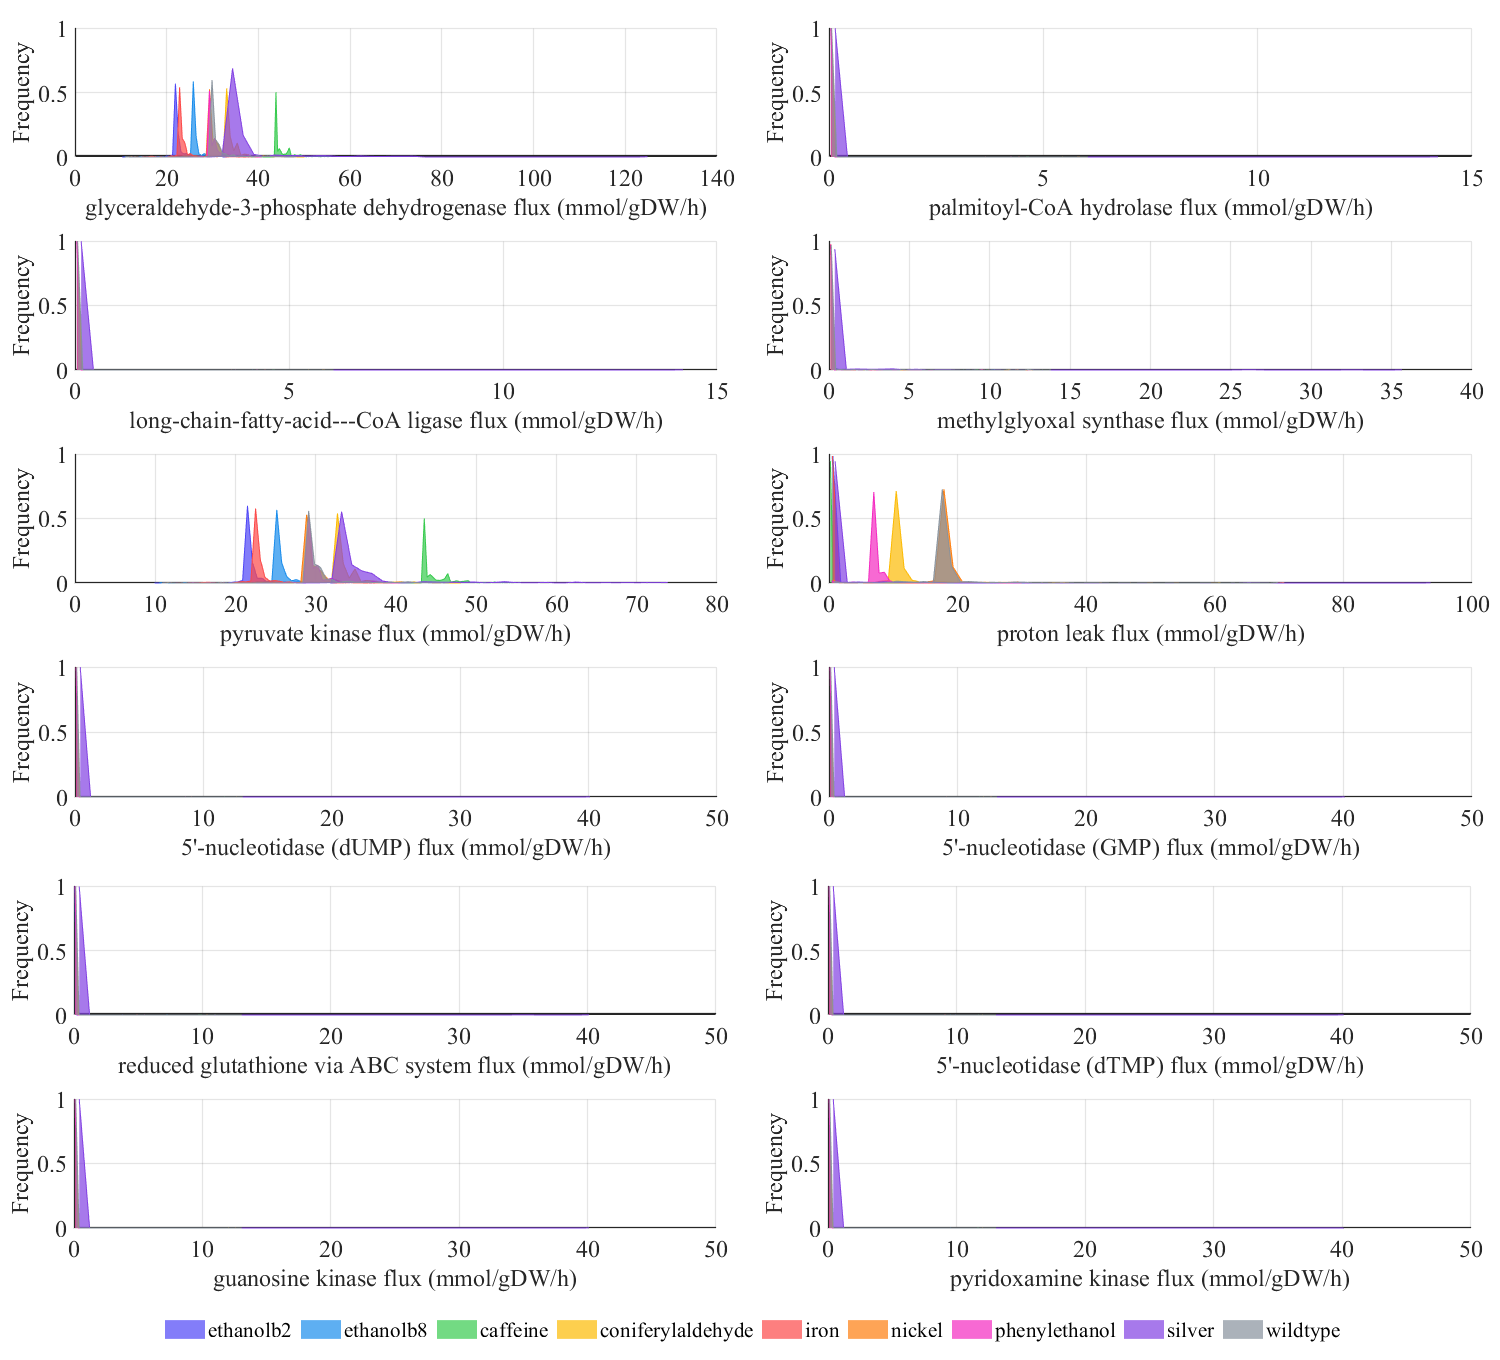 1
0.5
0
Frequency
0 20 40 60 80 100 120 140
glyceraldehyde-3-phosphate dehydrogenase flux (mmol/gDW/h)
1
0.5
0
Frequency
0 5 10 15
palmitoyl-CoA hydrolase flux (mmol/gDW/h)
1
0.5
0
Frequency
0 5 10 15
long-chain-fatty-acid---CoA ligase flux (mmol/gDW/h)
1
0.5
0
Frequency
0 5 10 15 20 25 30 35 40
methylglyoxal synthase flux (mmol/gDW/h)
1
0.5
0
Frequency
0 10 20 30 40 50 60 70 80
pyruvate kinase flux (mmol/gDW/h)
1
0.5
0
Frequency
0 20 40 60 80 100
proton leak flux (mmol/gDW/h)
1
0.5
0
Frequency
0 10 20 30 40 50
5'-nucleotidase (dUMP) flux (mmol/gDW/h)
1
0.5
0
Frequency
0 10 20 30 40 50
5'-nucleotidase (GMP) flux (mmol/gDW/h)
1
0.5
0
Frequency
0 10 20 30 40 50
reduced glutathione via ABC system flux (mmol/gDW/h)
1
0.5
0
Frequency
0 10 20 30 40 50
5'-nucleotidase (dTMP) flux (mmol/gDW/h)
1
0.5
0
Frequency
0 10 20 30 40 50
guanosine kinase flux (mmol/gDW/h)
1
0.5
0
Frequency
0 10 20 30 40 50
pyridoxamine kinase flux (mmol/gDW/h)
ethanolb2 ethanolb8 caffeine coniferylaldehyde iron nickel phenylethanol silver wildtype